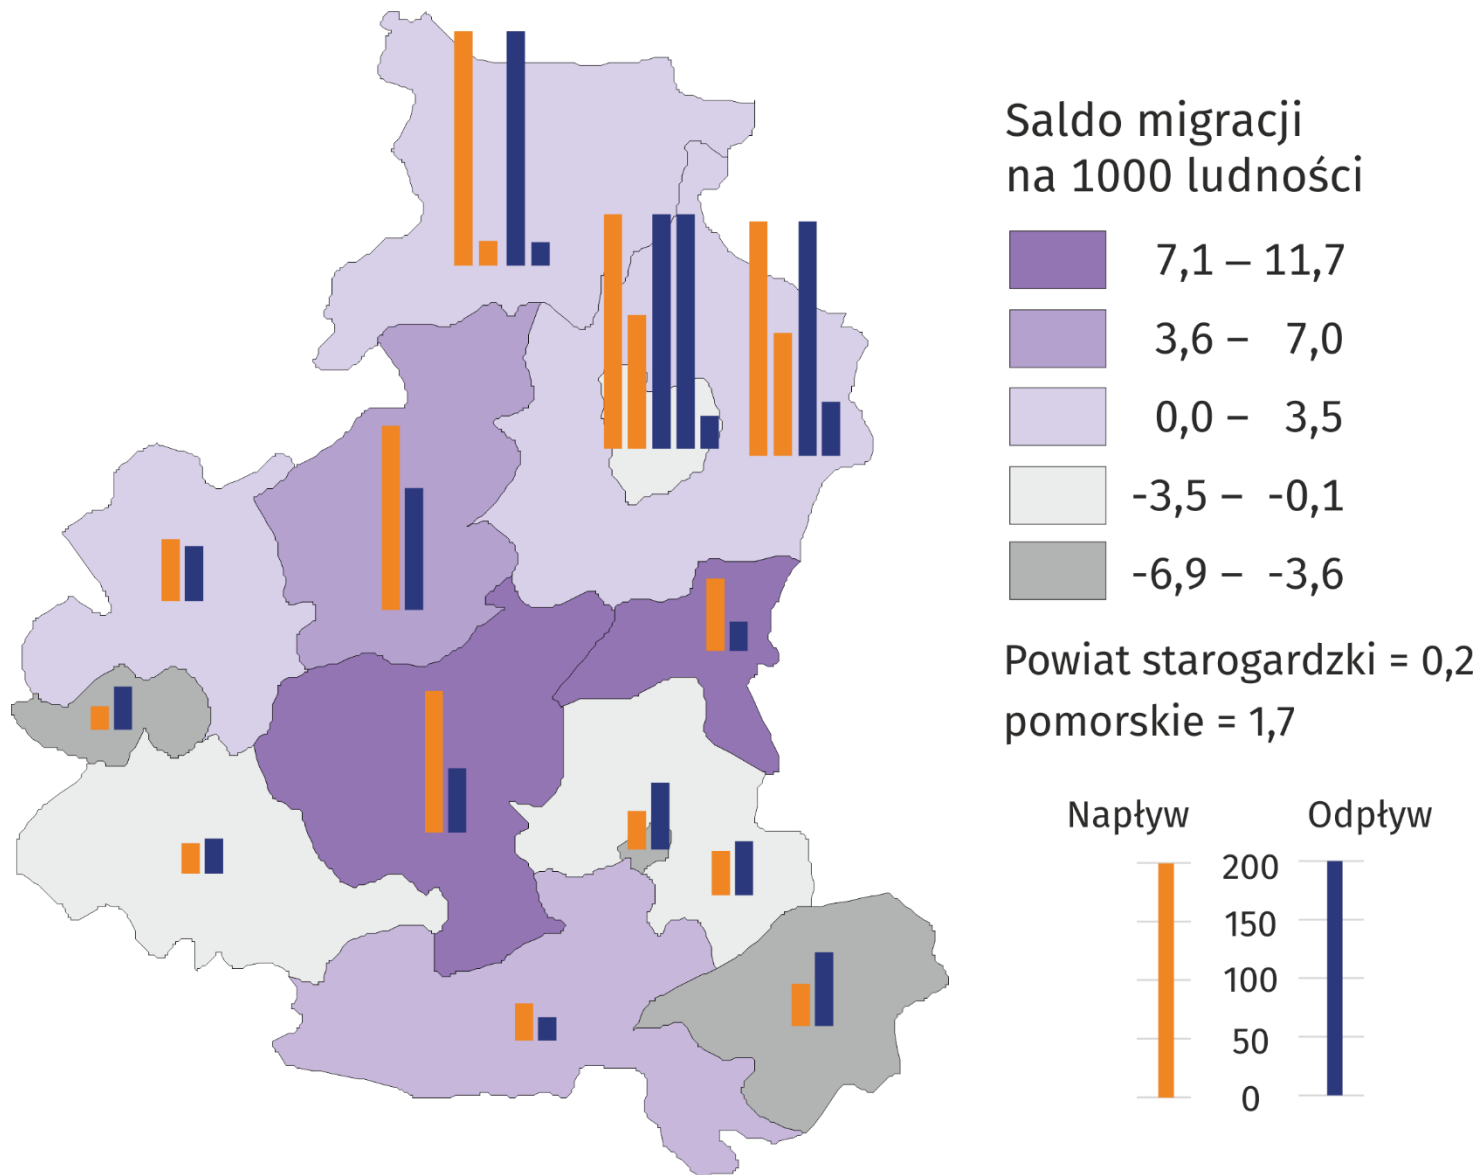 Saldo migracji
na 1000 ludności
7,1 – 11,7
3,6 – 7,0
0,0 – 3,5
-3,5 – -0,1
-6,9 – -3,6
Powiat starogardzki = 0,2
pomorskie = 1,7
Napływ Odpływ
200
150
100
50
0